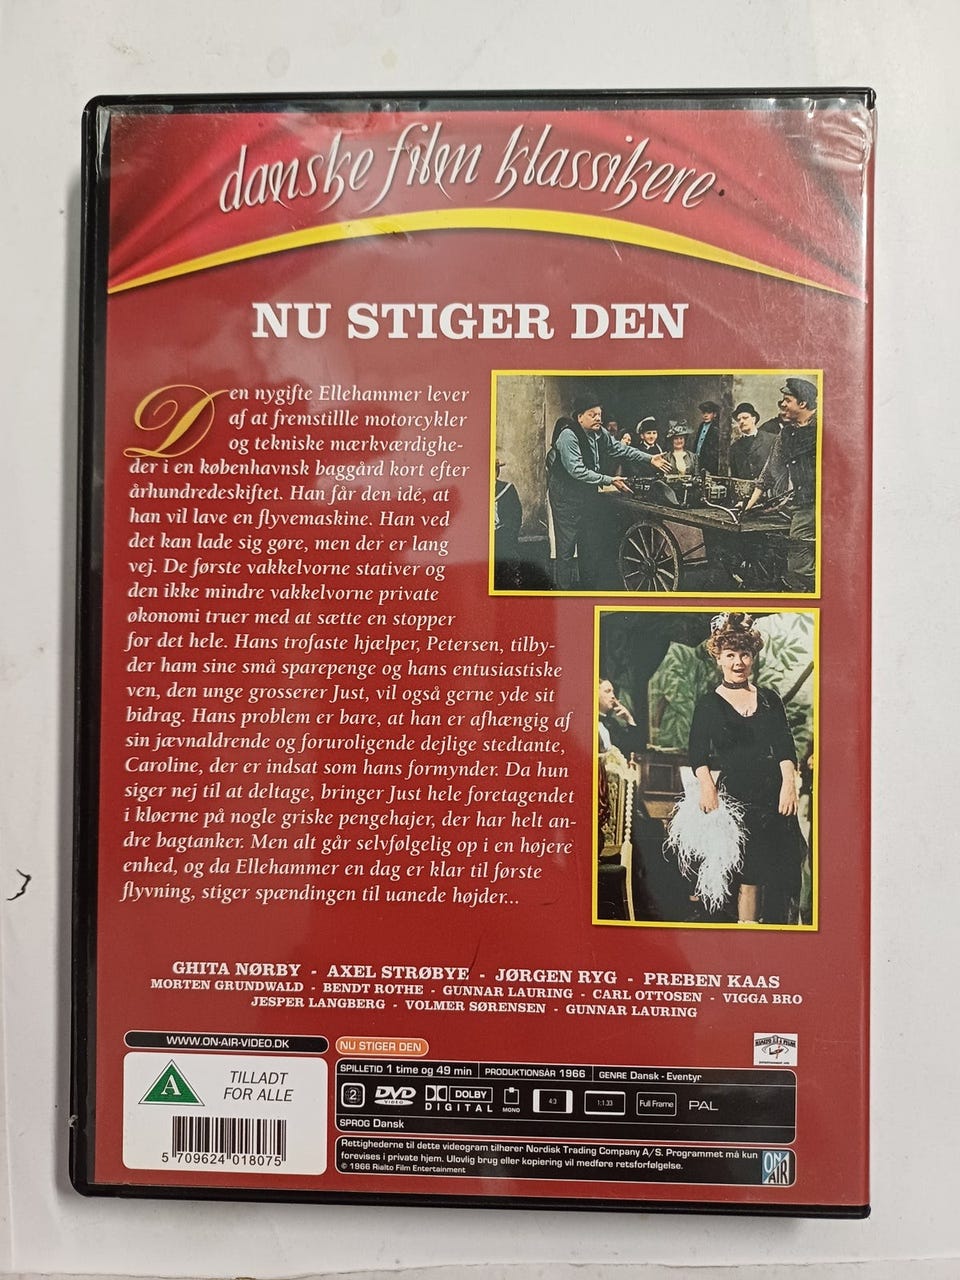 danske film klassikere
NU STIGER DEN
Den nygifte Ellehammer lever
af at fremstillle motorcykler
og tekniske mærkværdighe-
der i en københavnsk baggård kort efter
århundredeskiftet. Han får den idé, at
han vil lave en flyvemaskine. Han ved
det kan lade sig gøre, men der er lang
vej. De første vakkelvorne stativer og
den ikke mindre vakkelvorne private
økonomi truer med at sætte en stopper
for det hele. Hans trofaste hjælper, Petersen, tilby-
der ham sine små sparepenge og hans entusiastiske
ven, den unge grosserer Just, vil også gerne yde sit
bidrag. Hans problem er bare, at han er afhængig af
sin jævnaldrende og foruroligende dejlige stedtante,
Caroline, der er indsat som hans formynder. Da hun
siger nej til at deltage, bringer Just hele foretagendet
i kløerne på nogle griske pengehajer, der har helt an-
dre bagtanker. Men alt går selvfølgelig op i en højere
enhed, og da Ellehammer en dag er klar til første
flyvning, stiger spændingen til uanede højder...
GHITA NØRBY - AXEL STRØBYE - JØRGEN RYG - PREBEN KAAS
MORTEN GRUNDWALD - BENDT ROTHE - GUNNAR LAURING - CARL OTTOSEN - VIGGA BRO
JESPER LANGBERG - VOLMER SØRENSEN - GUNNAR LAURING
WWW.ON-AIR-VIDEO.DK
A
TILLADT
FOR ALLE
5 709624 018075
NU STIGER DEN
SPILLETID 1 time og 49 min PRODUKTIONSÅR 1966 GENRE Dansk - Eventyr
2 DVD VIDEO DOLBY DIGITAL MONO 4:3 1:1.33 Full Frame PAL
SPROG Dansk
Rettighederne til dette videogram tilhører Nordisk Trading Company A/S. Programmet må kun
forevises i privat hjem. Ulovlig brug eller kopiering vil medføre retsforfølgelse.
© 1966 Rialto Film Entertainment
ON AIR